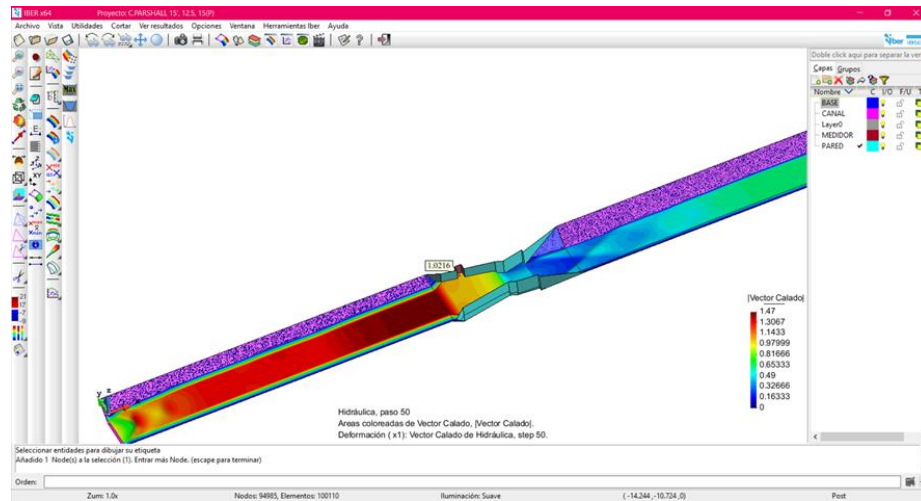 IBER x64 Proyecto: C.PARSHALL 15', 12.5, 15(P)
Archivo Vista Utilidades Cortar Ver resultados Opciones Ventana Herramientas Iber Ayuda
Iber
Doble click aqui para separar la ven
Capas Grupos
Nombre C I/O F/U T
BASE
CANAL
Layer0
MEDIDOR
PARED
Max
1.0216
|Vector Calado|
1.47
1.3067
1.1433
0.97999
0.81666
0.65333
0.49
0.32666
0.16333
0
y z
Hidráulica, paso 50
Areas coloreadas de Vector Calado, |Vector Calado|.
Deformación ( x1): Vector Calado de Hidráulica, step 50.
Seleccionar entidades para dibujar su etiqueta
Añadido 1 Node(s) a la selección (1). Entrar más Node. (escape para terminar)
Orden:
Zum: 1.0x Nodos: 94985, Elementos: 100110 Iluminación: Suave (-14.244 ,-10.724 ,0) Post